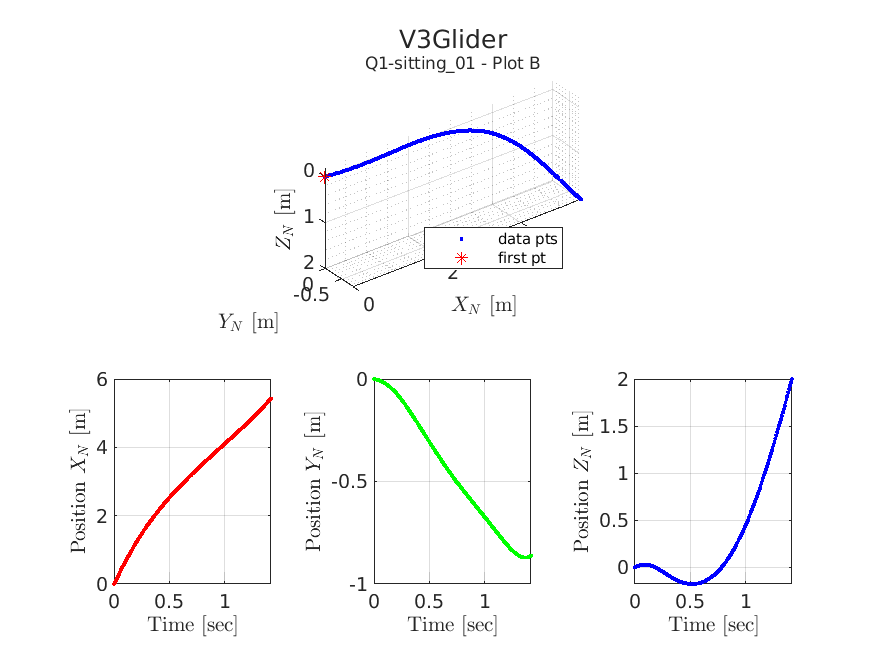 V3Glider
Q1-sitting_01 - Plot B
0
1
2
Z_N [m]
0
-0.5
Y_N [m]
0
2
X_N [m]
data pts
first pt
6
4
2
0
Position X_N [m]
0 0.5 1
Time [sec]
0
-0.5
-1
Position Y_N [m]
0 0.5 1
Time [sec]
2
1.5
1
0.5
0
Position Z_N [m]
0 0.5 1
Time [sec]